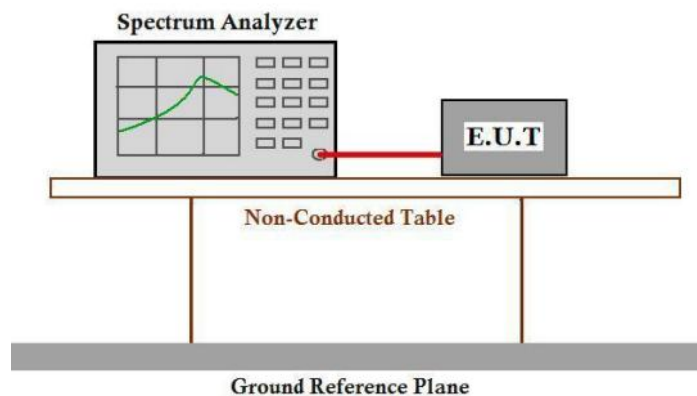 Spectrum Analyzer
E.U.T
Non-Conducted Table
Ground Reference Plane